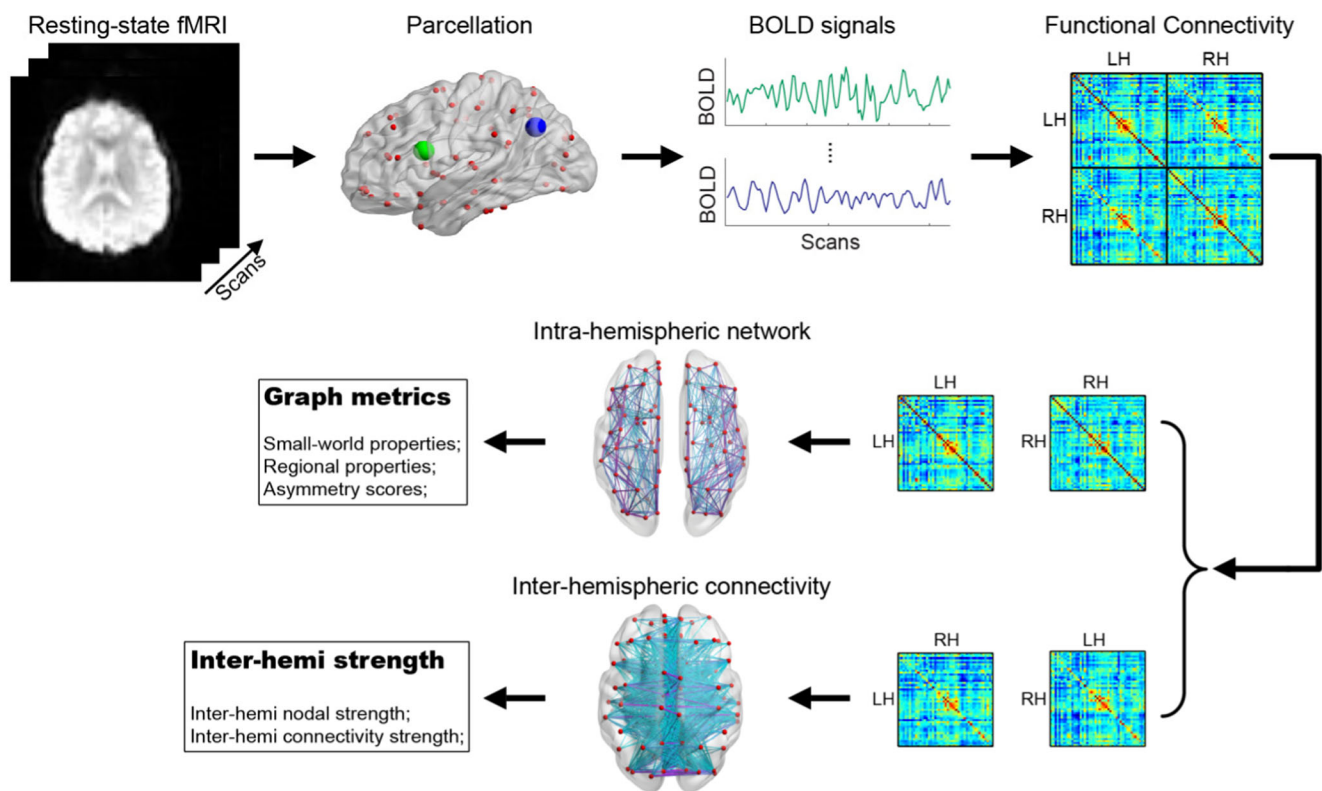 Resting-state fMRI
Parcellation
BOLD signals
Functional Connectivity
Scans
BOLD
BOLD
Scans
LH RH
LH
RH
Intra-hemispheric network
Graph metrics
Small-world properties;
Regional properties;
Asymmetry scores;
LH
LH
RH
RH
Inter-hemispheric connectivity
Inter-hemi strength
Inter-hemi nodal strength;
Inter-hemi connectivity strength;
RH
LH
LH
RH